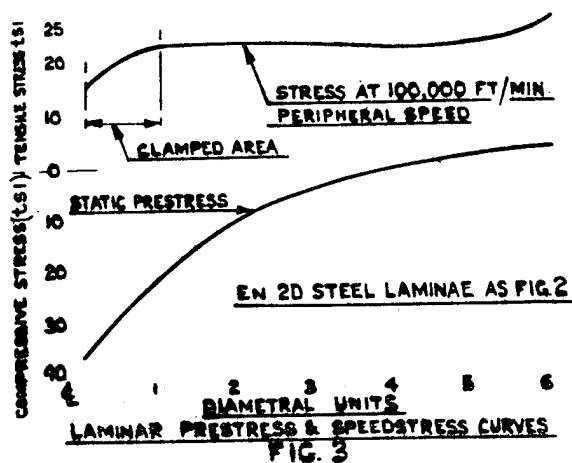 COMPRESSIVE STRESS(t.s.i) TENSILE STRESS t.s.i
25
20
10
0
10
20
30
40
STRESS AT 100,000 FT/MIN
PERIPHERAL SPEED
CLAMPED AREA
STATIC PRESTRESS
EN 2D STEEL LAMINAE AS FIG.2
℄ 1 2 3 4 5 6
DIAMETRAL UNITS
LAMINAR PRESTRESS & SPEEDSTRESS CURVES
FIG. 3